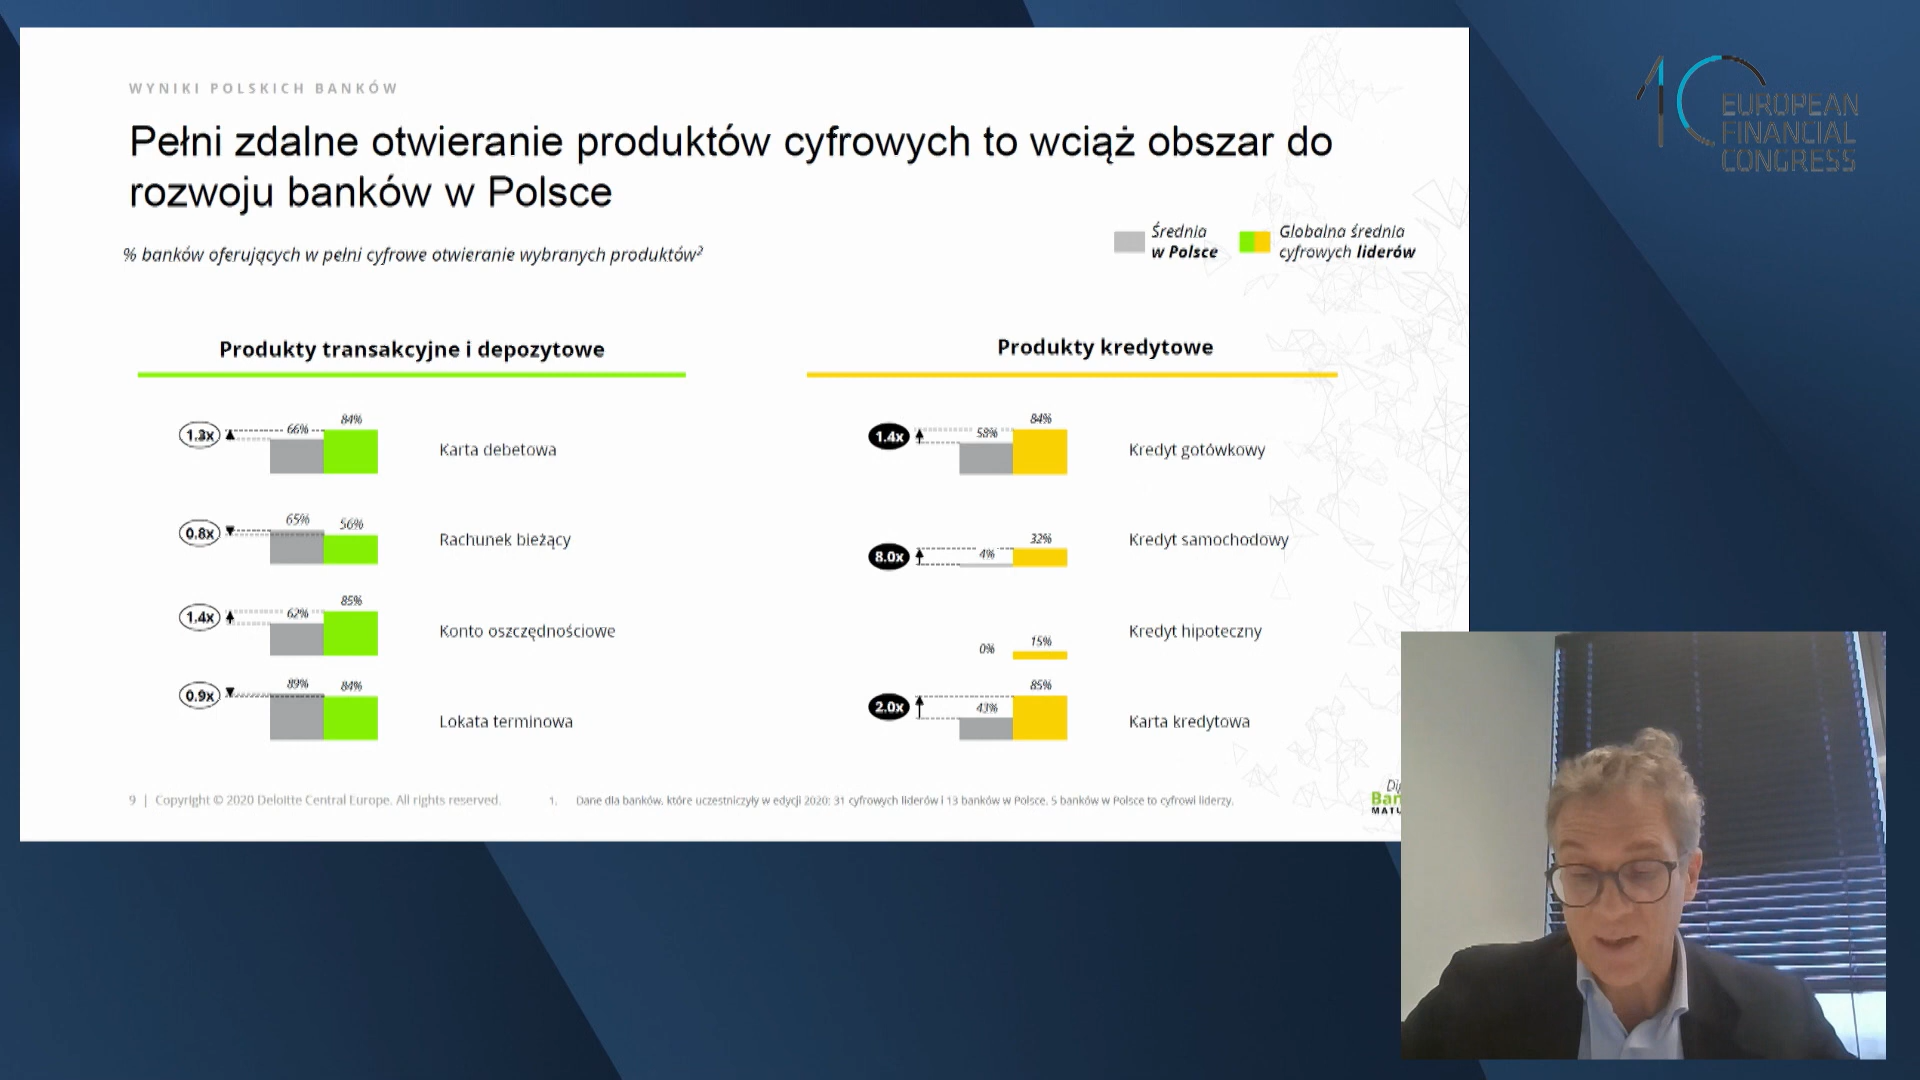 WYNIKI POLSKICH BANKÓW
Pełni zdalne otwieranie produktów cyfrowych to wciąż obszar do
rozwoju banków w Polsce
% banków oferujących w pełni cyfrowe otwieranie wybranych produktów²
Średnia
w Polsce
Globalna średnia
cyfrowych liderów
Produkty transakcyjne i depozytowe
1.3x
66%
84%
Karta debetowa
0.8x
65%
56%
Rachunek bieżący
1.4x
62%
85%
Konto oszczędnościowe
0.9x
89%
84%
Lokata terminowa
Produkty kredytowe
1.4x
58%
84%
Kredyt gotówkowy
8.0x
4%
32%
Kredyt samochodowy
0%
15%
Kredyt hipoteczny
2.0x
43%
85%
Karta kredytowa
9 | Copyright © 2020 Deloitte Central Europe. All rights reserved.
1. Dane dla banków, które uczestniczyły w edycji 2020: 31 cyfrowych liderów i 13 banków w Polsce. 5 banków w Polsce to cyfrowi liderzy.
10
EUROPEAN
FINANCIAL
CONGRESS